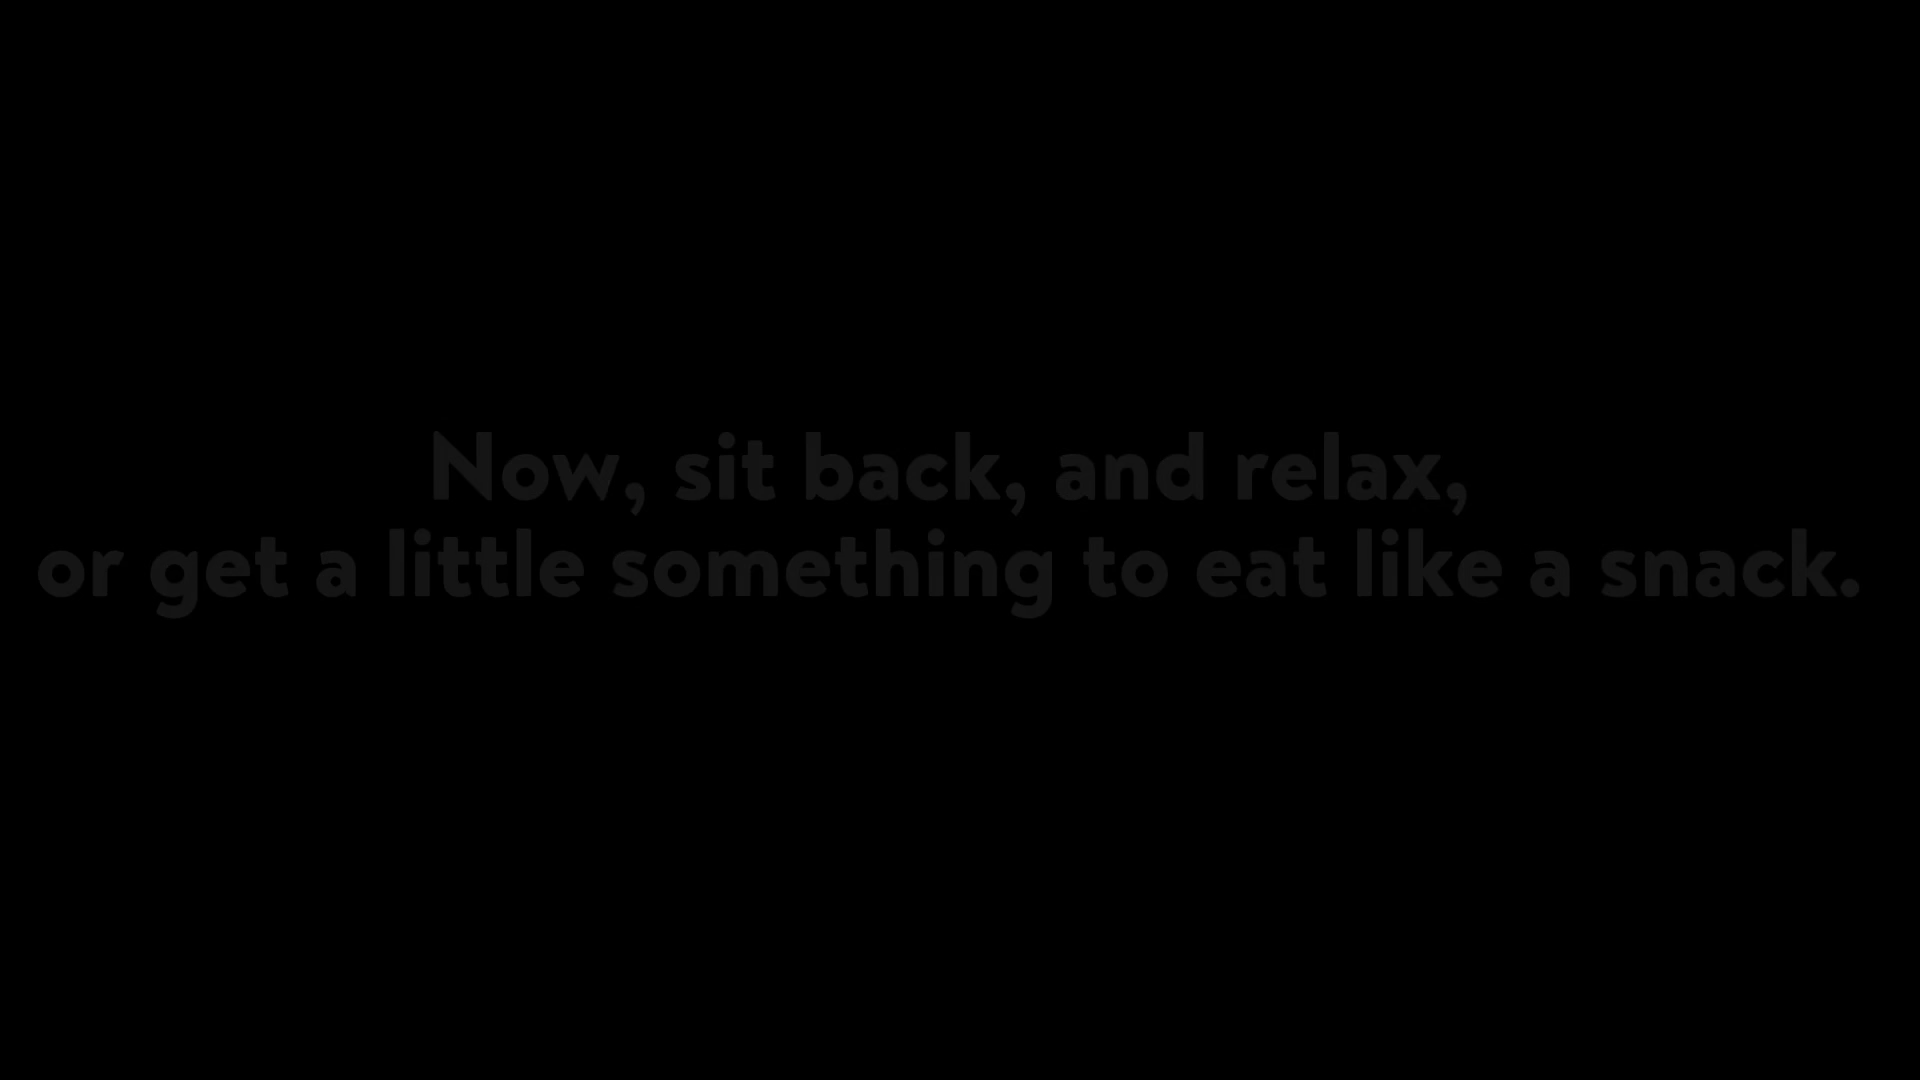 Now, sit back, and relax,
or get a little something to eat like a snack.